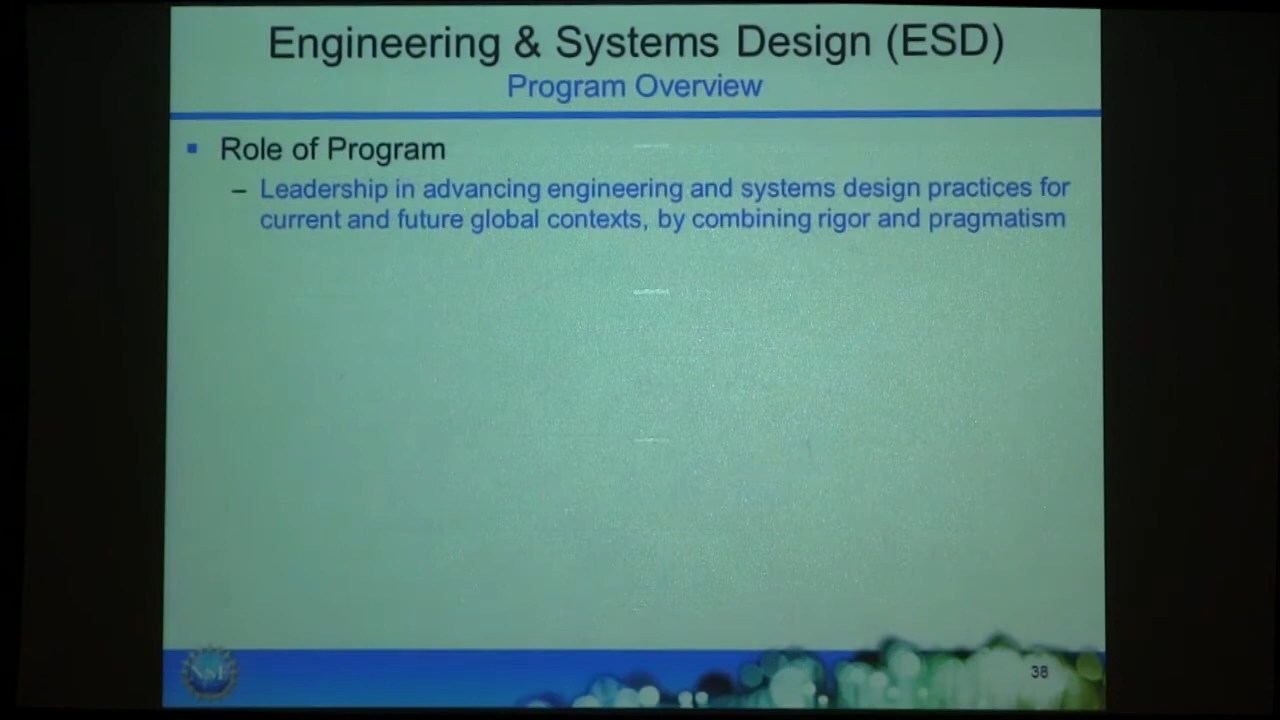 Engineering & Systems Design (ESD)
Program Overview
▪ Role of Program
– Leadership in advancing engineering and systems design practices for
current and future global contexts, by combining rigor and pragmatism
NSF
38